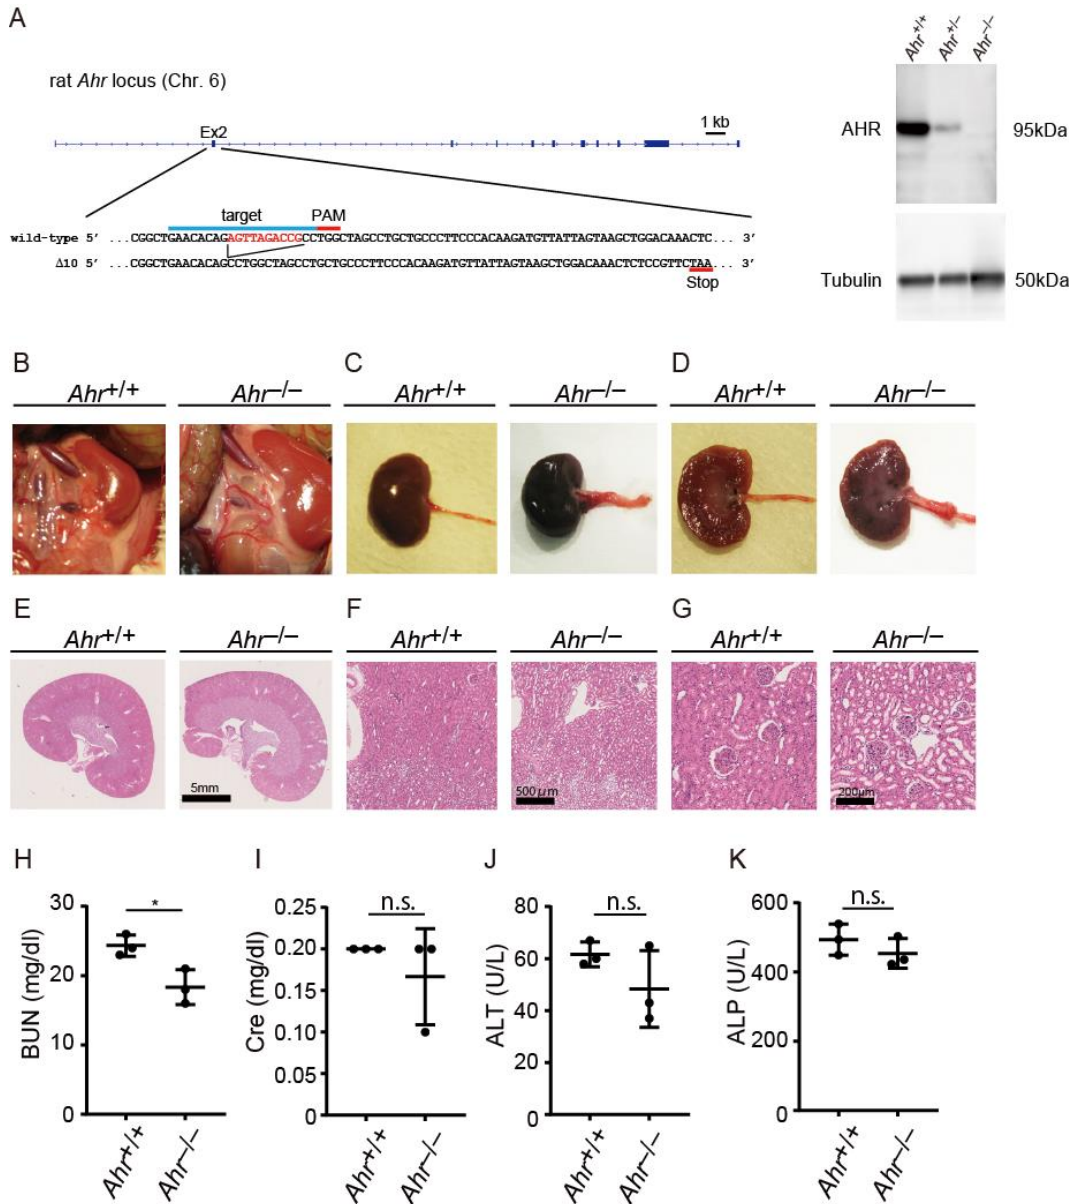 A
rat Ahr locus (Chr. 6)
Ex2
1 kb
target PAM
wild-type 5’ ...CGGCTGAACACAGAGTTAGACCGCCTGGCTAGCCTGCTGCCCTTCCCACAAGATGTTATTAGTAAGCTGGACAAACTC... 3’
Δ10 5’ ...CGGCTGAACACAGCCTGGCTAGCCTGCTGCCCTTCCCACAAGATGTTATTAGTAAGCTGGACAAACTCTCCGTTCTAA... 3’
Stop
Ahr+/+ Ahr+/− Ahr−/−
AHR 95kDa
Tubulin 50kDa
B C D
Ahr+/+ Ahr−/− Ahr+/+ Ahr−/− Ahr+/+ Ahr−/−
E F G
Ahr+/+ Ahr−/− Ahr+/+ Ahr−/− Ahr+/+ Ahr−/−
5mm 500μm 200μm
H
BUN (mg/dl)
30
20
10
0
*
Ahr+/+ Ahr−/−
I
Cre (mg/dl)
0.25
0.20
0.15
0.10
0.05
0
n.s.
Ahr+/+ Ahr−/−
J
ALT (U/L)
80
60
40
20
0
n.s.
Ahr+/+ Ahr−/−
K
ALP (U/L)
600
400
200
0
n.s.
Ahr+/+ Ahr−/−